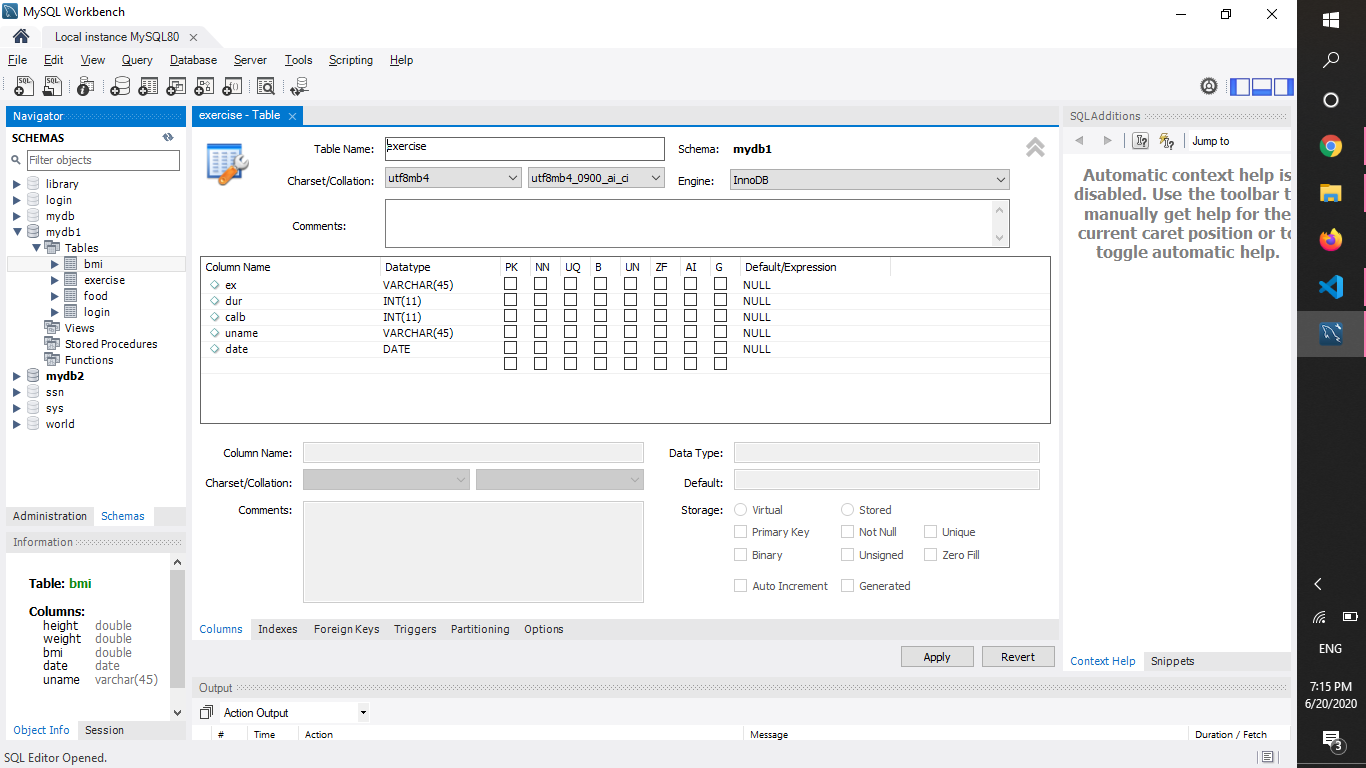 MySQL Workbench
Local instance MySQL80
File Edit View Query Database Server Tools Scripting Help
Navigator
SCHEMAS
Filter objects
library
login
mydb
mydb1
Tables
bmi
exercise
food
login
Views
Stored Procedures
Functions
mydb2
ssn
sys
world
Administration Schemas
Information
Table: bmi
Columns:
height double
weight double
bmi double
date date
uname varchar(45)
Object Info Session
SQL Editor Opened.
exercise - Table
Table Name: exercise Schema: mydb1
Charset/Collation: utf8mb4 utf8mb4_0900_ai_ci Engine: InnoDB
Comments:
Column Name Datatype PK NN UQ B UN ZF AI G Default/Expression
ex VARCHAR(45) NULL
dur INT(11) NULL
calb INT(11) NULL
uname VARCHAR(45) NULL
date DATE NULL
Column Name: Data Type:
Charset/Collation: Default:
Comments: Storage: Virtual Stored
Primary Key Not Null Unique
Binary Unsigned Zero Fill
Auto Increment Generated
Columns Indexes Foreign Keys Triggers Partitioning Options
Apply Revert
Output
Action Output
# Time Action Message Duration / Fetch
SQLAdditions
Jump to
Automatic context help is
disabled. Use the toolbar t
manually get help for the
current caret position or to
toggle automatic help.
Context Help Snippets
ENG
7:15 PM
6/20/2020
3